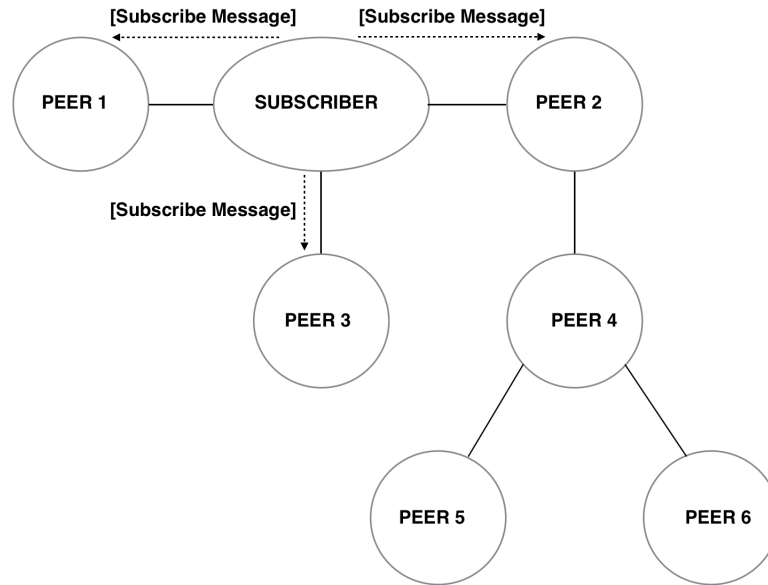 [Subscribe Message]
[Subscribe Message]
PEER 1
SUBSCRIBER
PEER 2
[Subscribe Message]
PEER 3
PEER 4
PEER 5
PEER 6